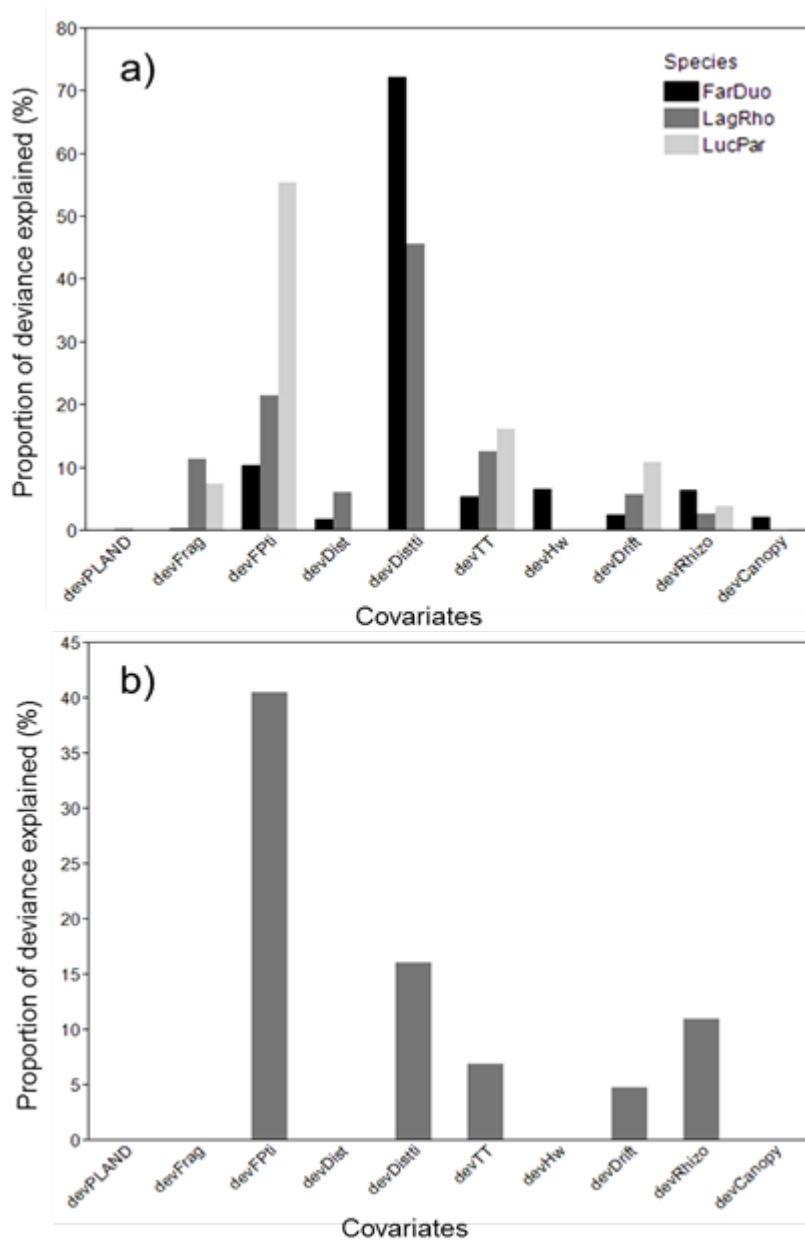 a)
Species
FarDuo
LagRho
LucPar
Proportion of deviance explained (%)
80
70
60
50
40
30
20
10
0
devPLAND
devFrag
devFPti
devDist
devDistti
devTT
devHw
devDrift
devRhizo
devCanopy
Covariates
b)
Proportion of deviance explained (%)
45
40
35
30
25
20
15
10
5
0
devPLAND
devFrag
devFPti
devDist
devDistti
devTT
devHw
devDrift
devRhizo
devCanopy
Covariates